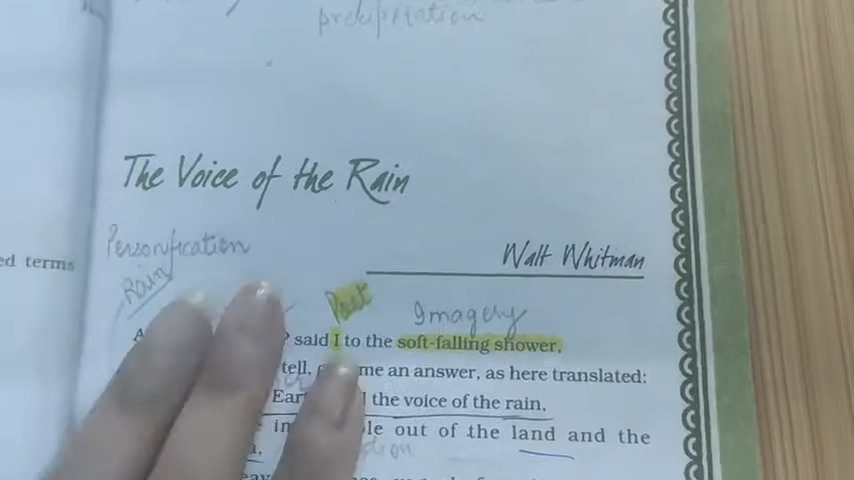 precipitation
The Voice of the Rain
Personification
Walt Whitman
ed terms
Rain
Poet
Imagery
? said I to the soft-falling shower,
tell, me an answer, as here translated:
Ear the voice of the rain,
le out of the land and the